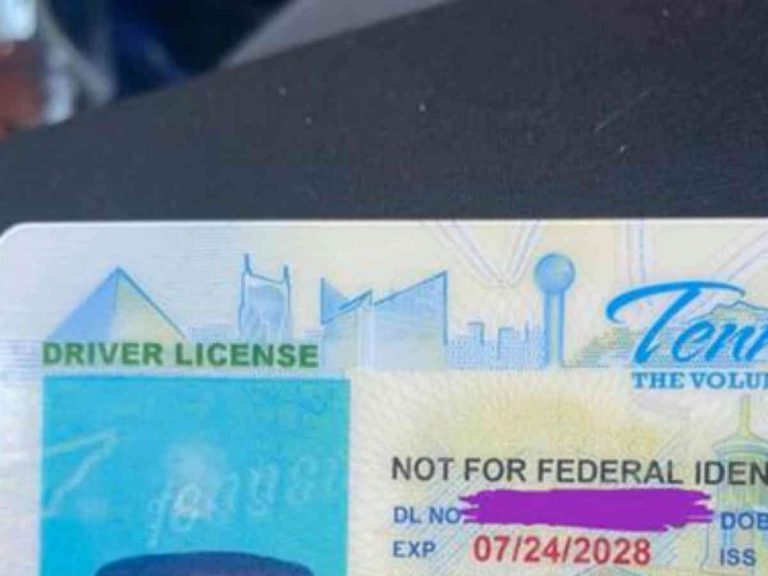 DRIVER LICENSE
Tenn
THE VOLU
NOT FOR FEDERAL IDEN
DL NO. DOB
EXP 07/24/2028 ISS